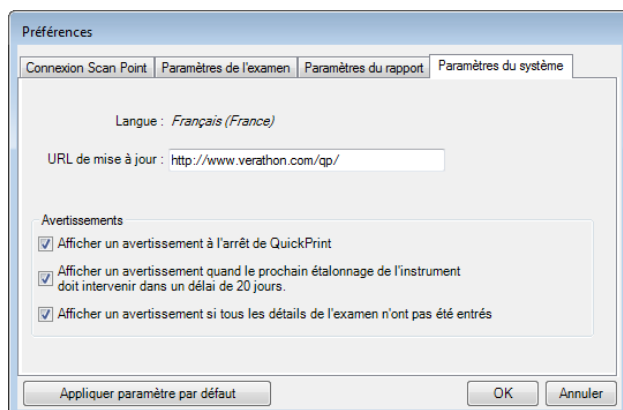 Préférences
Connexion Scan Point
Paramètres de l'examen
Paramètres du rapport
Paramètres du système
Langue : Français (France)
URL de mise à jour : http://www.verathon.com/qp/
Avertissements
Afficher un avertissement à l'arrêt de QuickPrint
Afficher un avertissement quand le prochain étalonnage de l'instrument
doit intervenir dans un délai de 20 jours.
Afficher un avertissement si tous les détails de l'examen n'ont pas été entrés
Appliquer paramètre par défaut
OK
Annuler